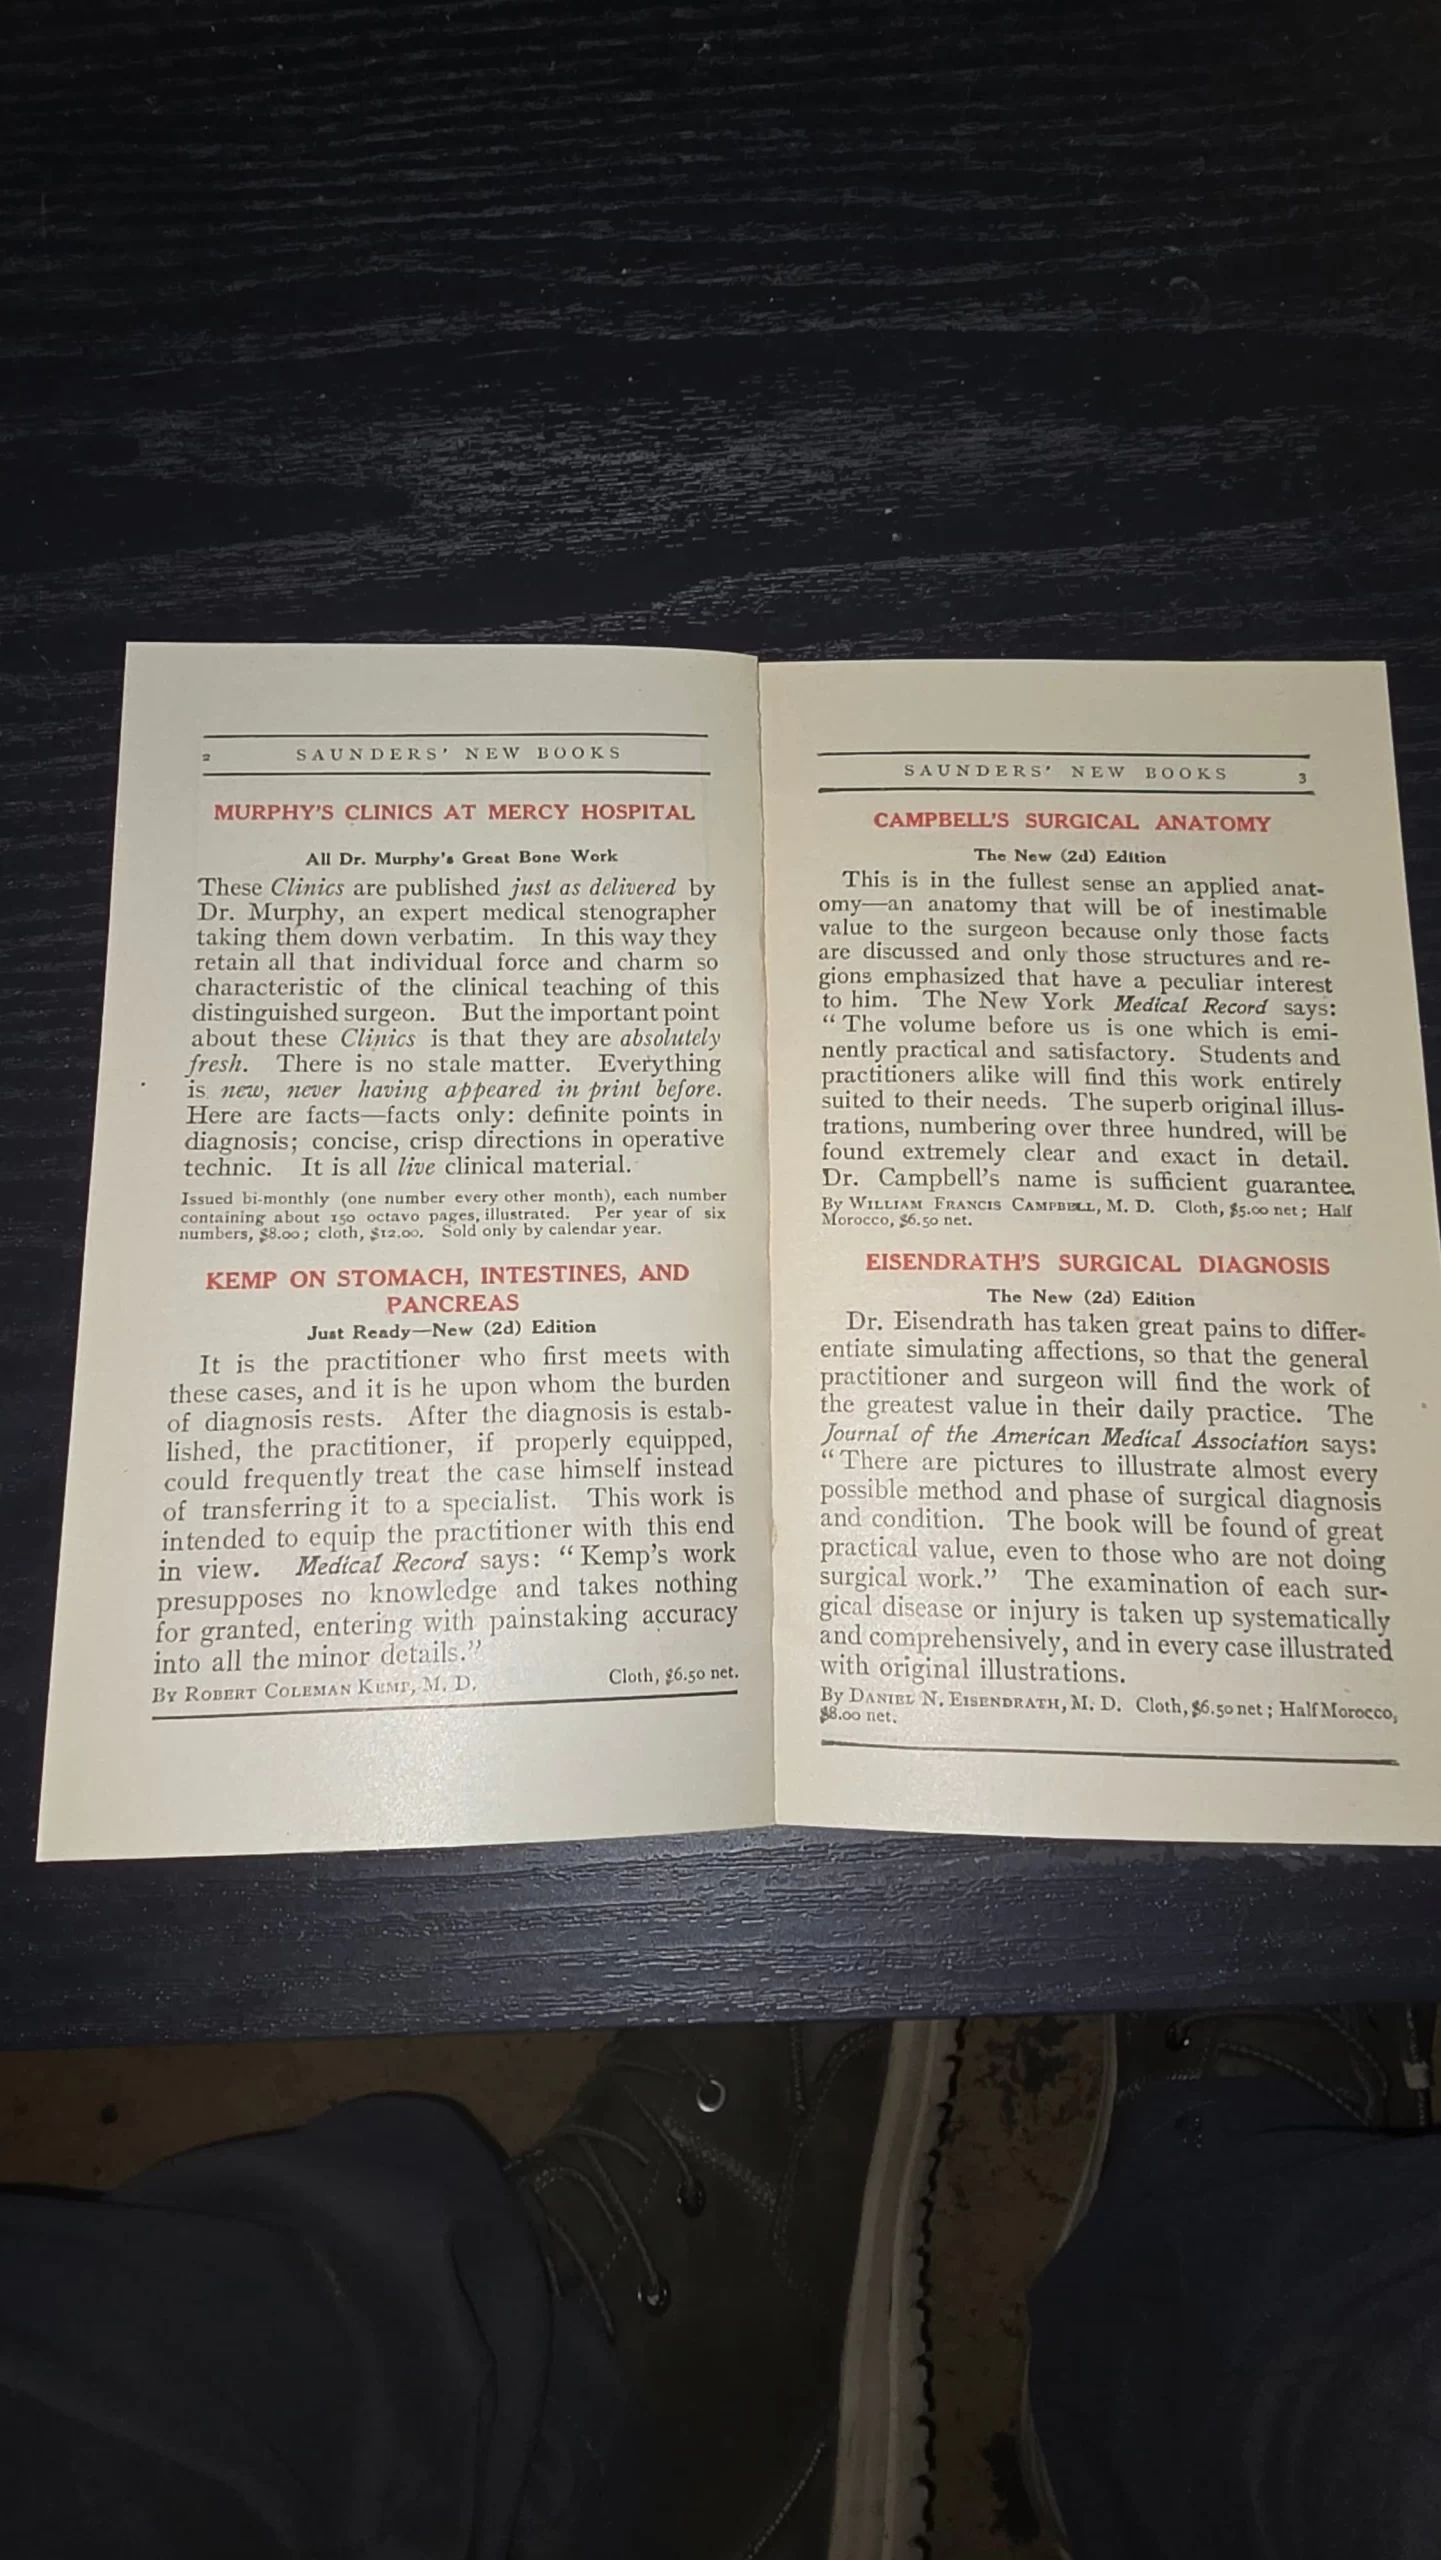 2 SAUNDERS' NEW BOOKS
MURPHY'S CLINICS AT MERCY HOSPITAL
All Dr. Murphy's Great Bone Work
These Clinics are published just as delivered by
Dr. Murphy, an expert medical stenographer
taking them down verbatim. In this way they
retain all that individual force and charm so
characteristic of the clinical teaching of this
distinguished surgeon. But the important point
about these Clinics is that they are absolutely
fresh. There is no stale matter. Everything
is new, never having appeared in print before.
Here are facts—facts only: definite points in
diagnosis; concise, crisp directions in operative
technic. It is all live clinical material.
Issued bi-monthly (one number every other month), each number
containing about 150 octavo pages, illustrated. Per year of six
numbers, $8.00; cloth, $12.00. Sold only by calendar year.
KEMP ON STOMACH, INTESTINES, AND
PANCREAS
Just Ready—New (2d) Edition
It is the practitioner who first meets with
these cases, and it is he upon whom the burden
of diagnosis rests. After the diagnosis is estab-
lished, the practitioner, if properly equipped,
could frequently treat the case himself instead
of transferring it to a specialist. This work is
intended to equip the practitioner with this end
in view. Medical Record says: "Kemp's work
presupposes no knowledge and takes nothing
for granted, entering with painstaking accuracy
into all the minor details."
By ROBERT COLEMAN KEMP, M. D. Cloth, $6.50 net.
SAUNDERS' NEW BOOKS 3
CAMPBELL'S SURGICAL ANATOMY
The New (2d) Edition
This is in the fullest sense an applied anat-
omy—an anatomy that will be of inestimable
value to the surgeon because only those facts
are discussed and only those structures and re-
gions emphasized that have a peculiar interest
to him. The New York Medical Record says:
"The volume before us is one which is emi-
nently practical and satisfactory. Students and
practitioners alike will find this work entirely
suited to their needs. The superb original illus-
trations, numbering over three hundred, will be
found extremely clear and exact in detail.
Dr. Campbell's name is sufficient guarantee.
By WILLIAM FRANCIS CAMPBELL, M. D. Cloth, $5.00 net; Half
Morocco, $6.50 net.
EISENDRATH'S SURGICAL DIAGNOSIS
The New (2d) Edition
Dr. Eisendrath has taken great pains to differ-
entiate simulating affections, so that the general
practitioner and surgeon will find the work of
the greatest value in their daily practice. The
Journal of the American Medical Association says:
"There are pictures to illustrate almost every
possible method and phase of surgical diagnosis
and condition. The book will be found of great
practical value, even to those who are not doing
surgical work." The examination of each sur-
gical disease or injury is taken up systematically
and comprehensively, and in every case illustrated
with original illustrations.
By DANIEL N. EISENDRATH, M. D. Cloth, $6.50 net; Half Morocco,
$8.00 net.